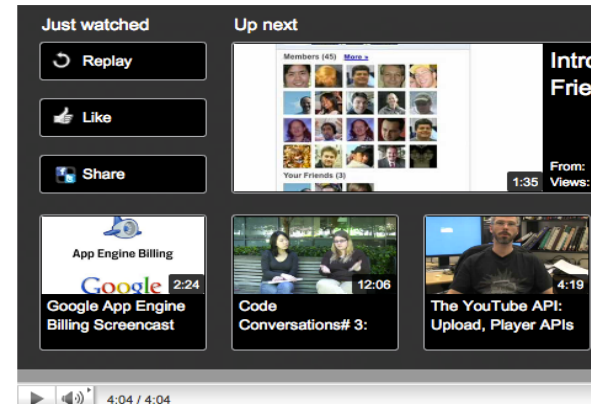 Just watched
Up next
Replay
Like
Share
Members (45) More »
Your Friends (3)
1:35
From:
Views:
App Engine Billing
Google
2:24
Google App Engine
Billing Screencast
12:06
Code
Conversations# 3:
4:19
The YouTube API:
Upload, Player APIs
4:04 / 4:04